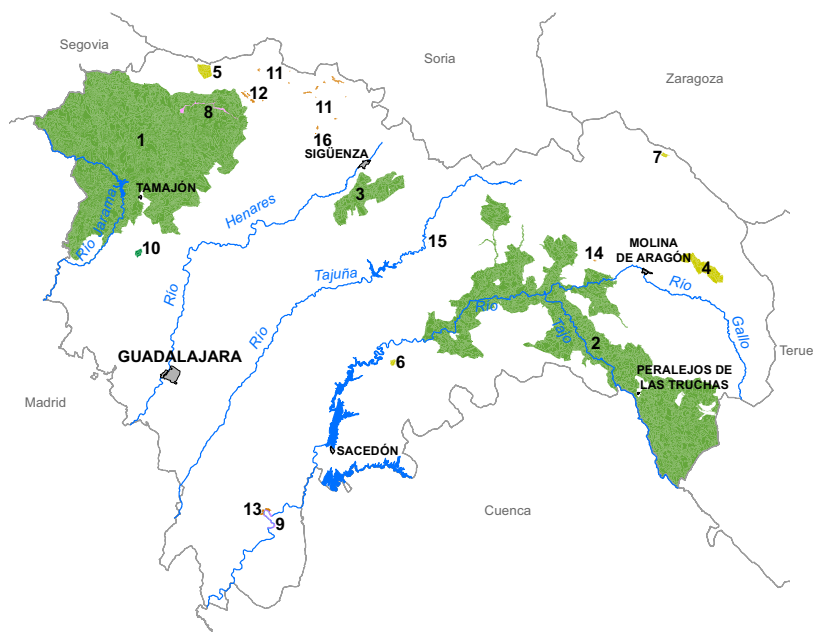 Segovia
Soria
Zaragoza
5
11
12
11
8
1
16
SIGÜENZA
7
TAMAJÓN
3
Henares
Río Jarama
10
15
14
MOLINA
DE ARAGÓN
4
Tajuña
Río
Río
Río
Río
Gallo
Tajo
2
Terue
GUADALAJARA
6
PERALEJOS DE
LAS TRUCHAS
Madrid
SACEDÓN
13
9
Cuenca